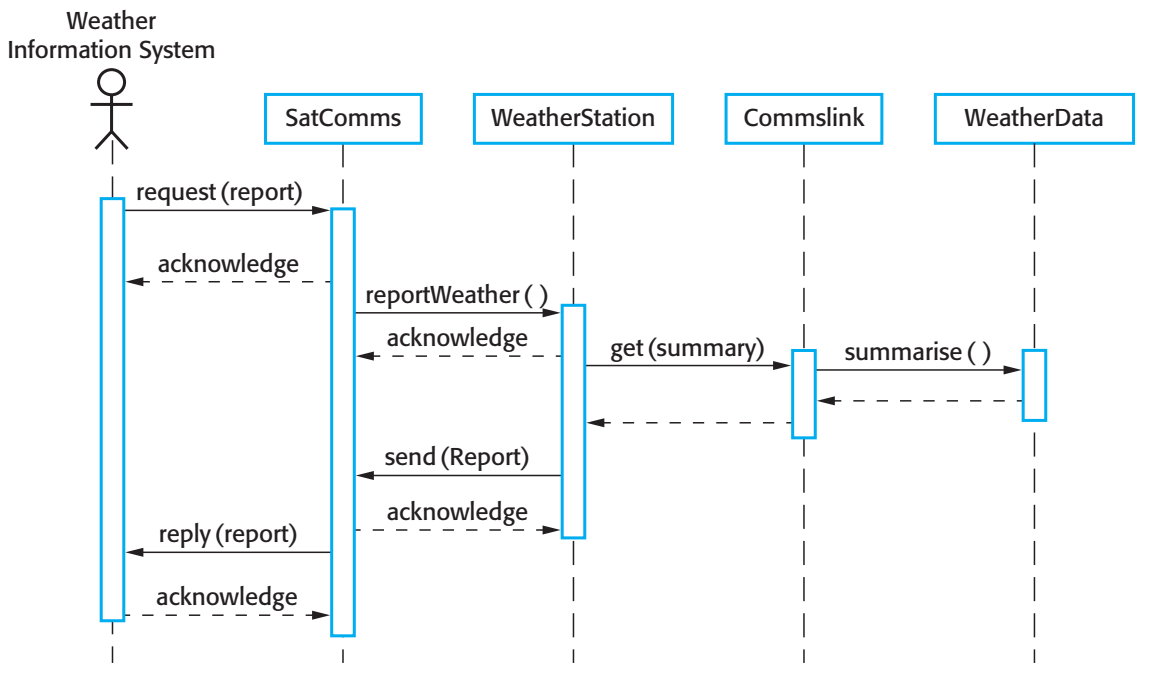 Weather
Information System
SatComms
WeatherStation
Commslink
WeatherData
request (report)
acknowledge
reportWeather ( )
acknowledge
get (summary)
summarise ( )
send (Report)
acknowledge
reply (report)
acknowledge